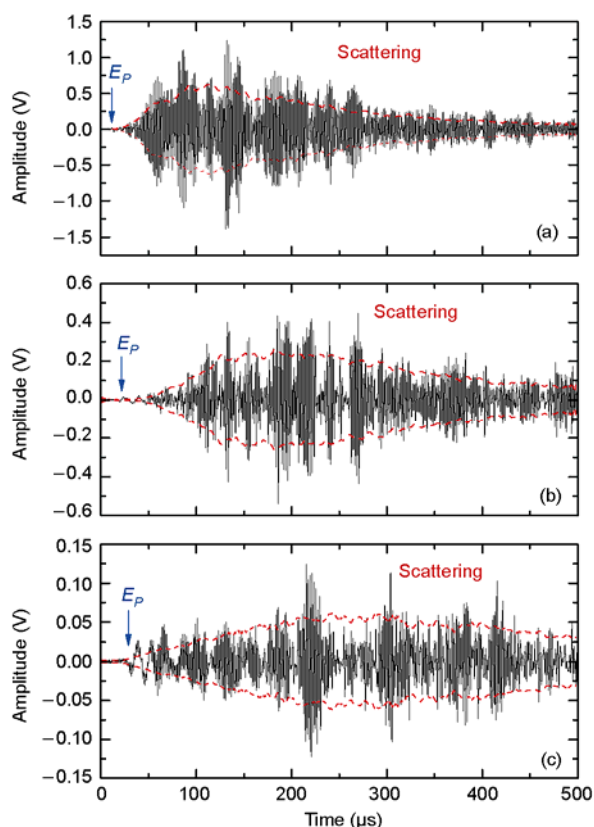 1.5
1.0
Scattering
E_P
0.5
0.0
−0.5
−1.0
−1.5
Amplitude (V)
(a)
0.6
0.4
Scattering
E_P
0.2
0.0
−0.2
−0.4
−0.6
Amplitude (V)
(b)
0.15
0.10
Scattering
E_P
0.05
0.00
−0.05
−0.10
−0.15
Amplitude (V)
(c)
0 100 200 300 400 500
Time (µs)